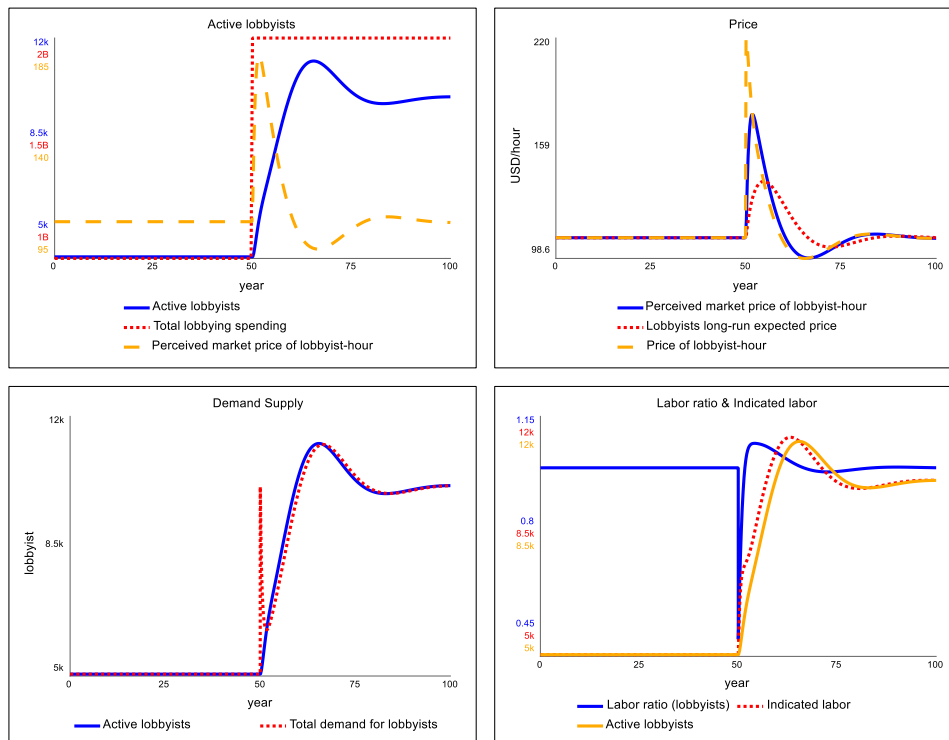 Active lobbyists
12k
2B
185
8.5k
1.5B
140
5k
1B
95
0
25
50
75
100
year
Active lobbyists
Total lobbying spending
Perceived market price of lobbyist-hour
Price
220
159
98.6
USD/hour
0
25
50
75
100
year
Perceived market price of lobbyist-hour
Lobbyists long-run expected price
Price of lobbyist-hour
Demand Supply
12k
8.5k
5k
lobbyist
0
25
50
75
100
year
Active lobbyists
Total demand for lobbyists
Labor ratio & Indicated labor
1.15
12k
12k
0.8
8.5k
8.5k
0.45
5k
5k
0
25
50
75
100
year
Labor ratio (lobbyists)
Indicated labor
Active lobbyists